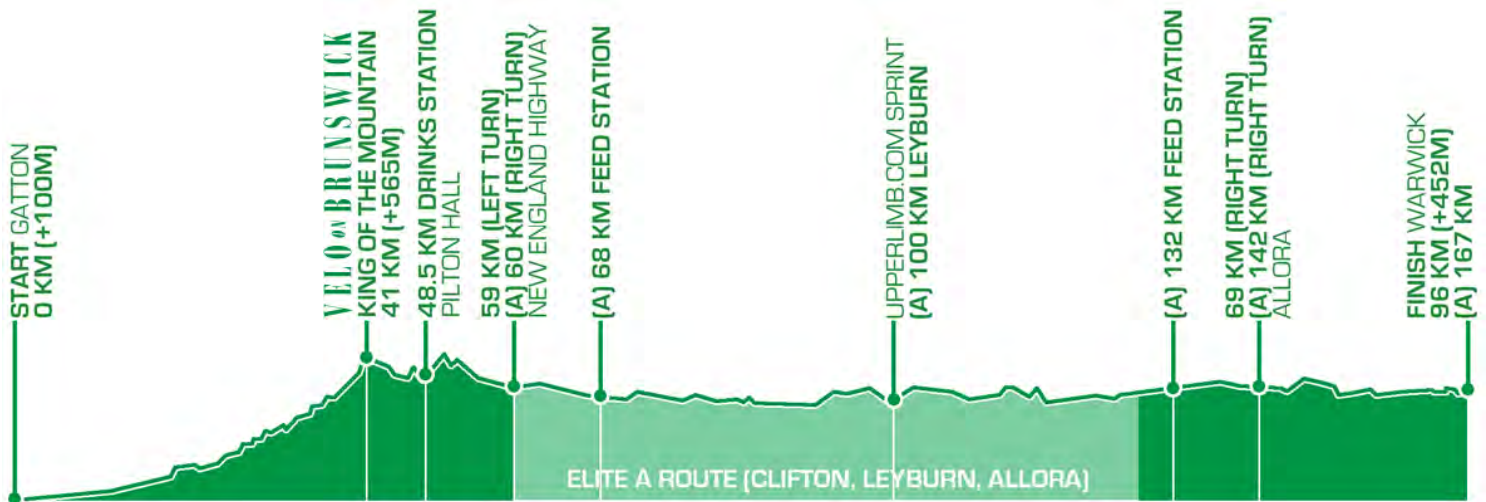 START GATTON
0 KM (+100M)
VELO ON BRUNSWICK
KING OF THE MOUNTAIN
41 KM (+565M)
48.5 KM DRINKS STATION
PILTON HALL
59 KM (LEFT TURN)
(A) 60 KM (RIGHT TURN)
NEW ENGLAND HIGHWAY
(A) 68 KM FEED STATION
UPPERLIMB.COM SPRINT
(A) 100 KM LEYBURN
(A) 132 KM FEED STATION
69 KM (RIGHT TURN)
(A) 142 KM (RIGHT TURN)
ALLORA
FINISH WARWICK
96 KM (+452M)
(A) 167 KM
ELITE A ROUTE (CLIFTON, LEYBURN, ALLORA)